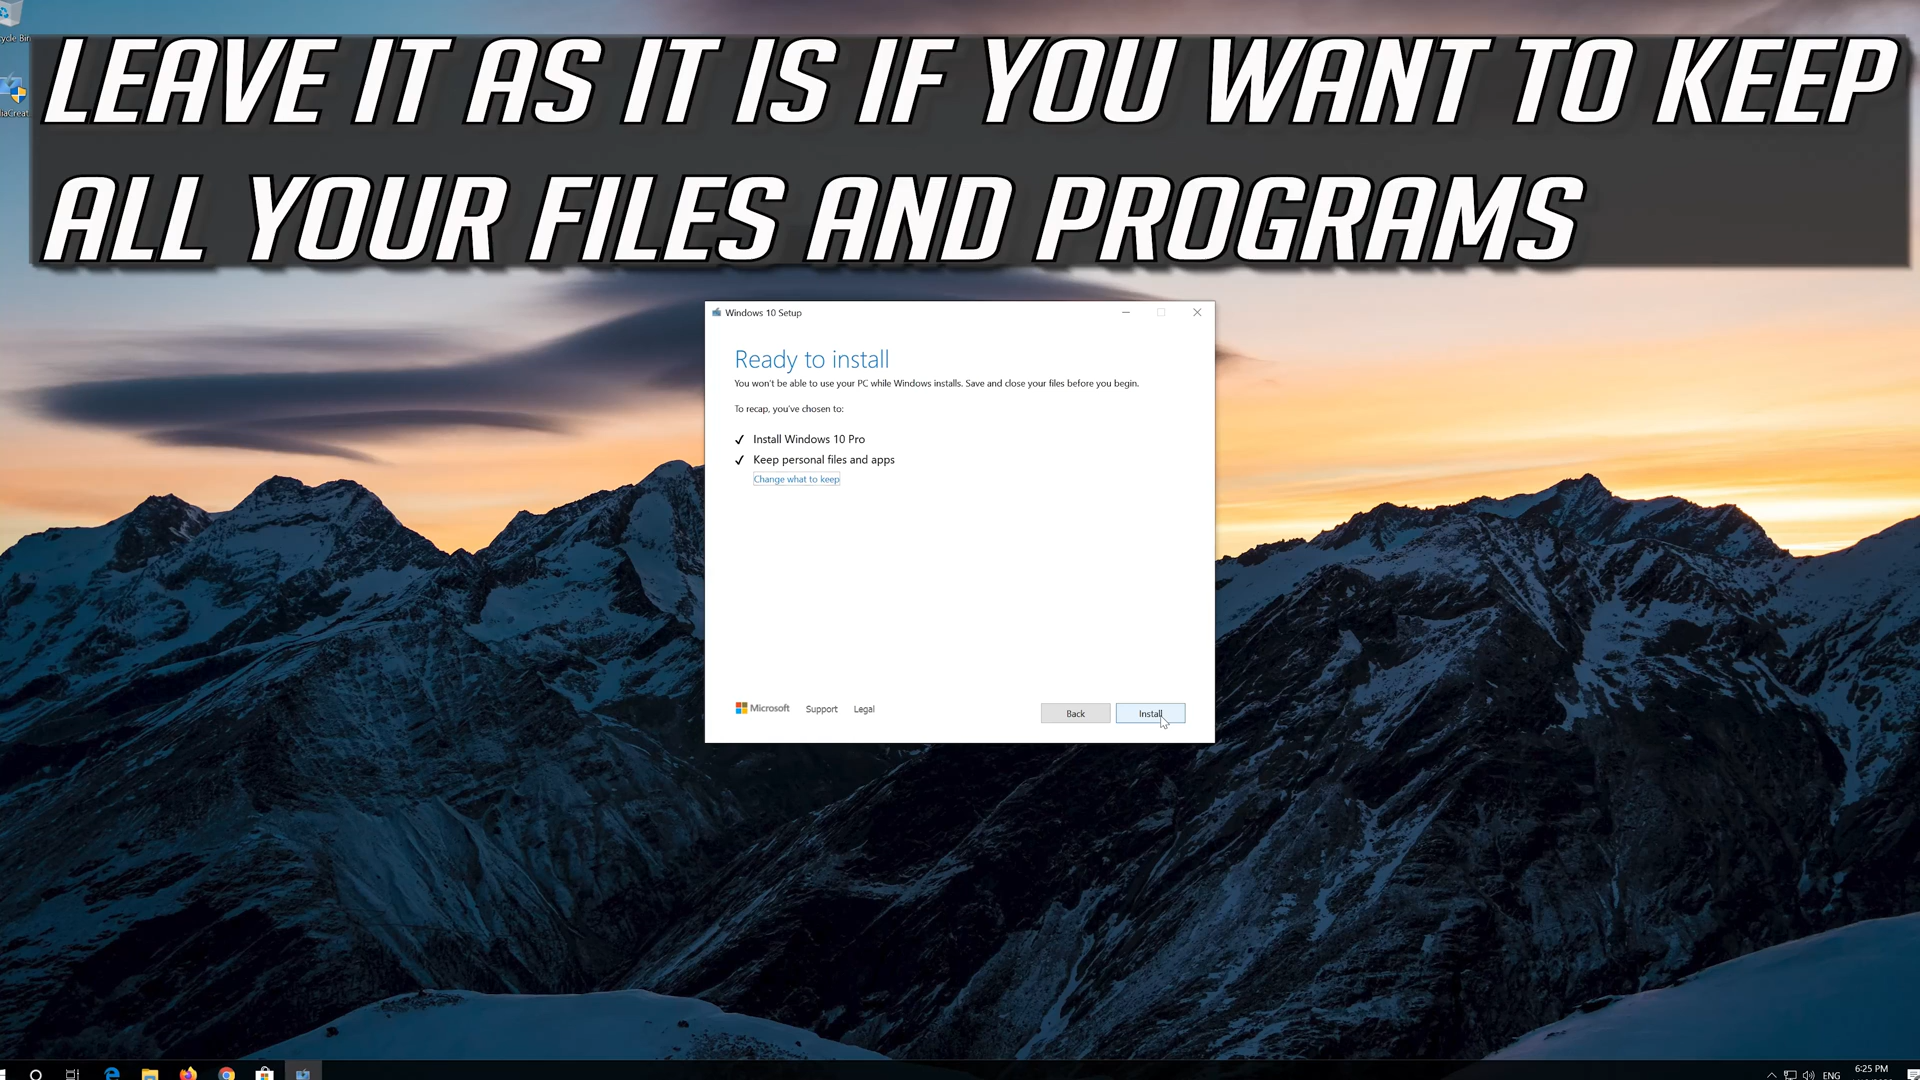 LEAVE IT AS IT IS IF YOU WANT TO KEEP
ALL YOUR FILES AND PROGRAMS
Windows 10 Setup
Ready to install
You won't be able to use your PC while Windows installs. Save and close your files before you begin.
To recap, you've chosen to:
Install Windows 10 Pro
Keep personal files and apps
Change what to keep
Microsoft Support Legal
Back Install
ENG 6:25 PM